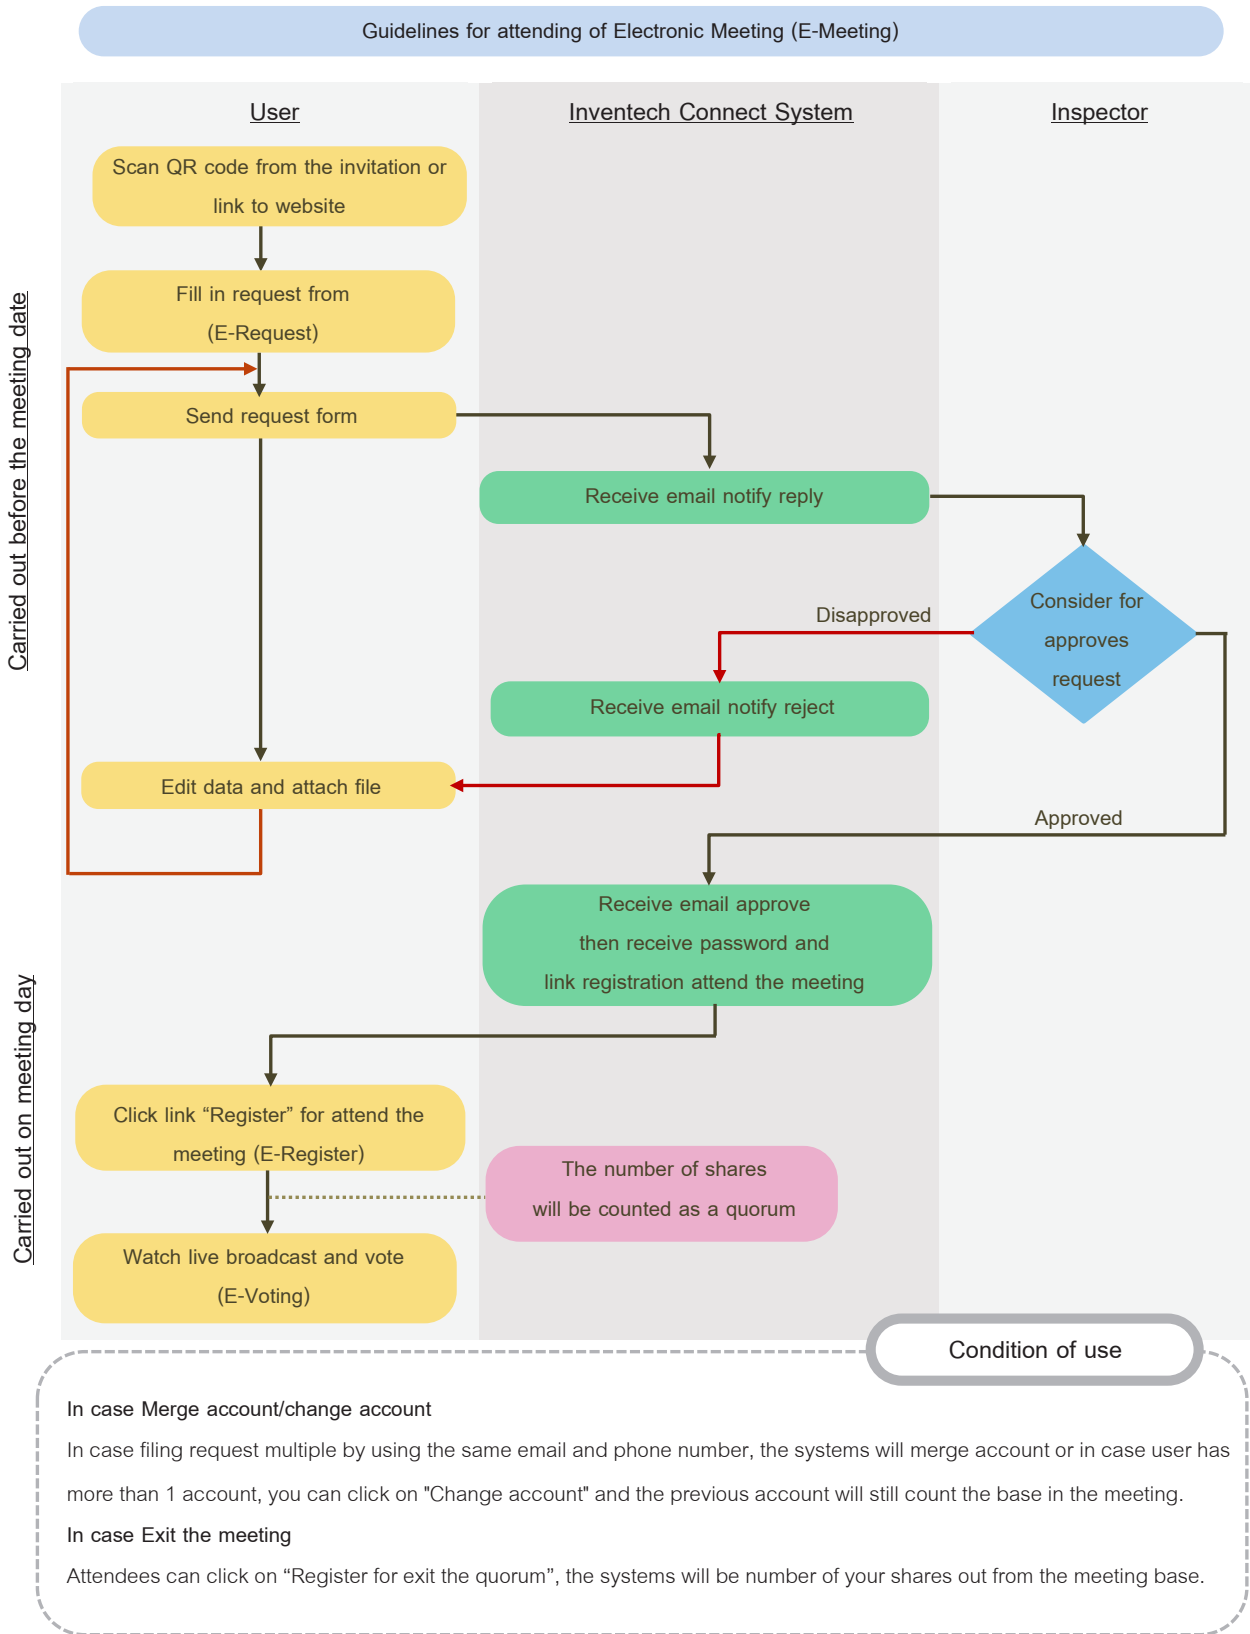 Guidelines for attending of Electronic Meeting (E-Meeting)
User
Inventech Connect System
Inspector
Carried out before the meeting date
Scan QR code from the invitation or
link to website
Fill in request from
(E-Request)
Send request form
Receive email notify reply
Consider for
approves
request
Disapproved
Receive email notify reject
Edit data and attach file
Approved
Receive email approve
then receive password and
link registration attend the meeting
Carried out on meeting day
Click link “Register” for attend the
meeting (E-Register)
The number of shares
will be counted as a quorum
Watch live broadcast and vote
(E-Voting)
Condition of use
In case Merge account/change account
In case filing request multiple by using the same email and phone number, the systems will merge account or in case user has
more than 1 account, you can click on "Change account" and the previous account will still count the base in the meeting.
In case Exit the meeting
Attendees can click on “Register for exit the quorum”, the systems will be number of your shares out from the meeting base.